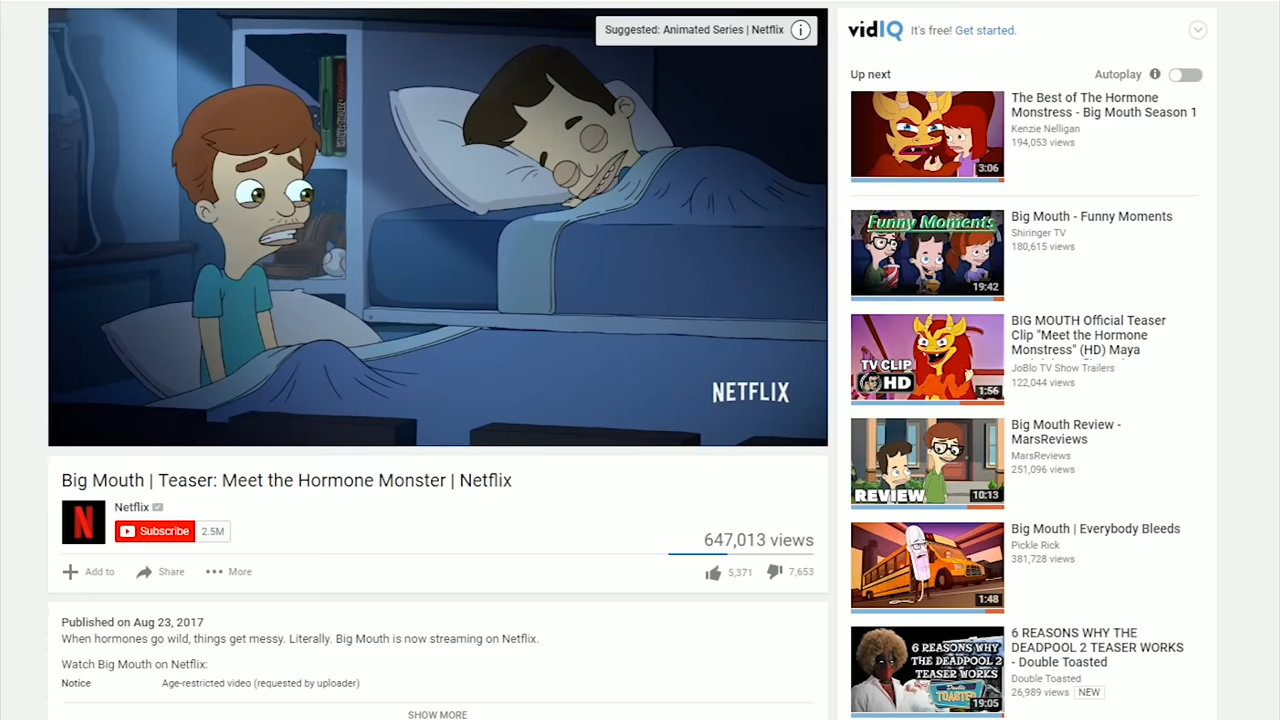 Suggested: Animated Series | Netflix
NETFLIX
Big Mouth | Teaser: Meet the Hormone Monster | Netflix
Netflix
Subscribe 2.5M
647,013 views
Add to Share More
5,371 7,653
Published on Aug 23, 2017
When hormones go wild, things get messy. Literally. Big Mouth is now streaming on Netflix.
Watch Big Mouth on Netflix:
Notice Age-restricted video (requested by uploader)
SHOW MORE
vidIQ It's free! Get started.
Up next Autoplay
The Best of The Hormone
Monstress - Big Mouth Season 1
Kenzie Nelligan
194,053 views
3:06
Funny Moments
19:42
Big Mouth - Funny Moments
Shiringer TV
180,615 views
TV CLIP
HD
1:56
BIG MOUTH Official Teaser
Clip "Meet the Hormone
Monstress" (HD) Maya
JoBlo TV Show Trailers
122,044 views
REVIEW
10:13
Big Mouth Review -
MarsReviews
MarsReviews
251,096 views
1:48
Big Mouth | Everybody Bleeds
Pickle Rick
381,728 views
6 REASONS WHY
THE DEADPOOL 2
TEASER WORKS
Double
TOASTED
19:05
6 REASONS WHY THE
DEADPOOL 2 TEASER WORKS
- Double Toasted
Double Toasted
26,989 views NEW